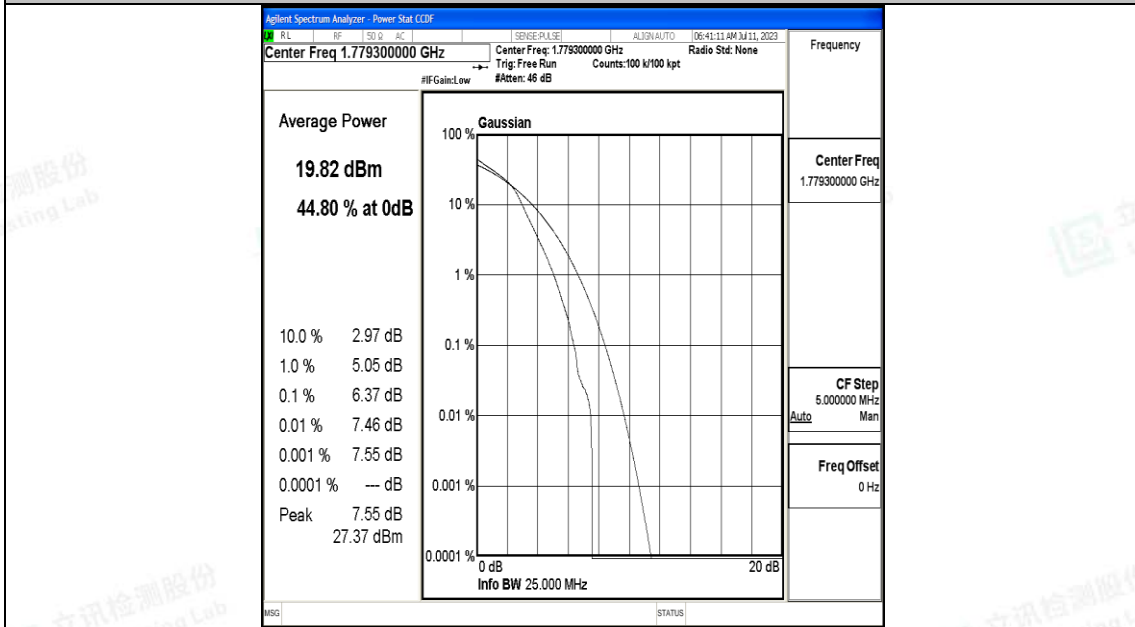 Agilent Spectrum Analyzer - Power Stat CCDF
RL RF 50 Ω AC SENSE:PULSE ALIGN AUTO 06:41:11 AM Jul 11, 2023
Center Freq 1.779300000 GHz
Center Freq: 1.779300000 GHz Radio Std: None
Trig: Free Run Counts:100 k/100 kpt
#IFGain:Low #Atten: 46 dB
Frequency
Average Power
19.82 dBm
44.80 % at 0dB
10.0 % 2.97 dB
1.0 % 5.05 dB
0.1 % 6.37 dB
0.01 % 7.46 dB
0.001 % 7.55 dB
0.0001 % --- dB
Peak 7.55 dB
27.37 dBm
Gaussian
100 %
10 %
1 %
0.1 %
0.01 %
0.001 %
0.0001 %
0 dB 20 dB
Info BW 25.000 MHz
Center Freq
1.779300000 GHz
CF Step
5.000000 MHz
Auto Man
Freq Offset
0 Hz
MSG STATUS
立讯检测股份